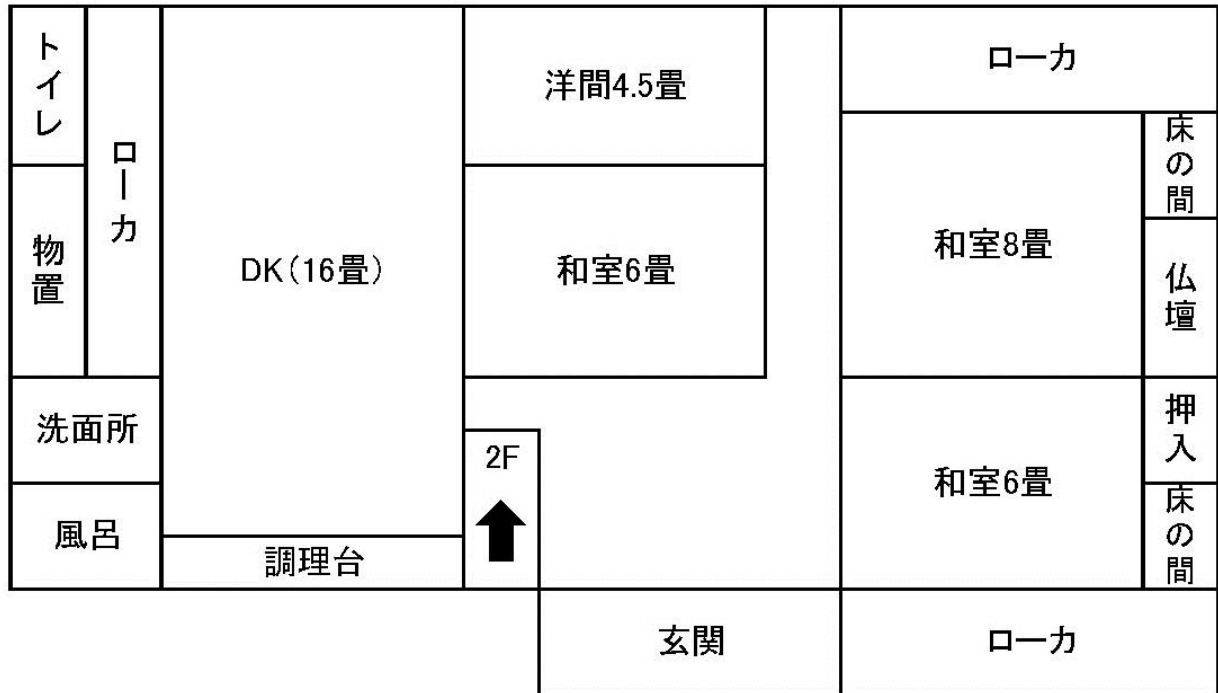 トイレ
ローカ
物置
洗面所
風呂
DK(16畳)
調理台
洋間4.5畳
和室6畳
2F
玄関
ローカ
和室8畳
床の間
仏壇
和室6畳
押入
床の間
ローカ